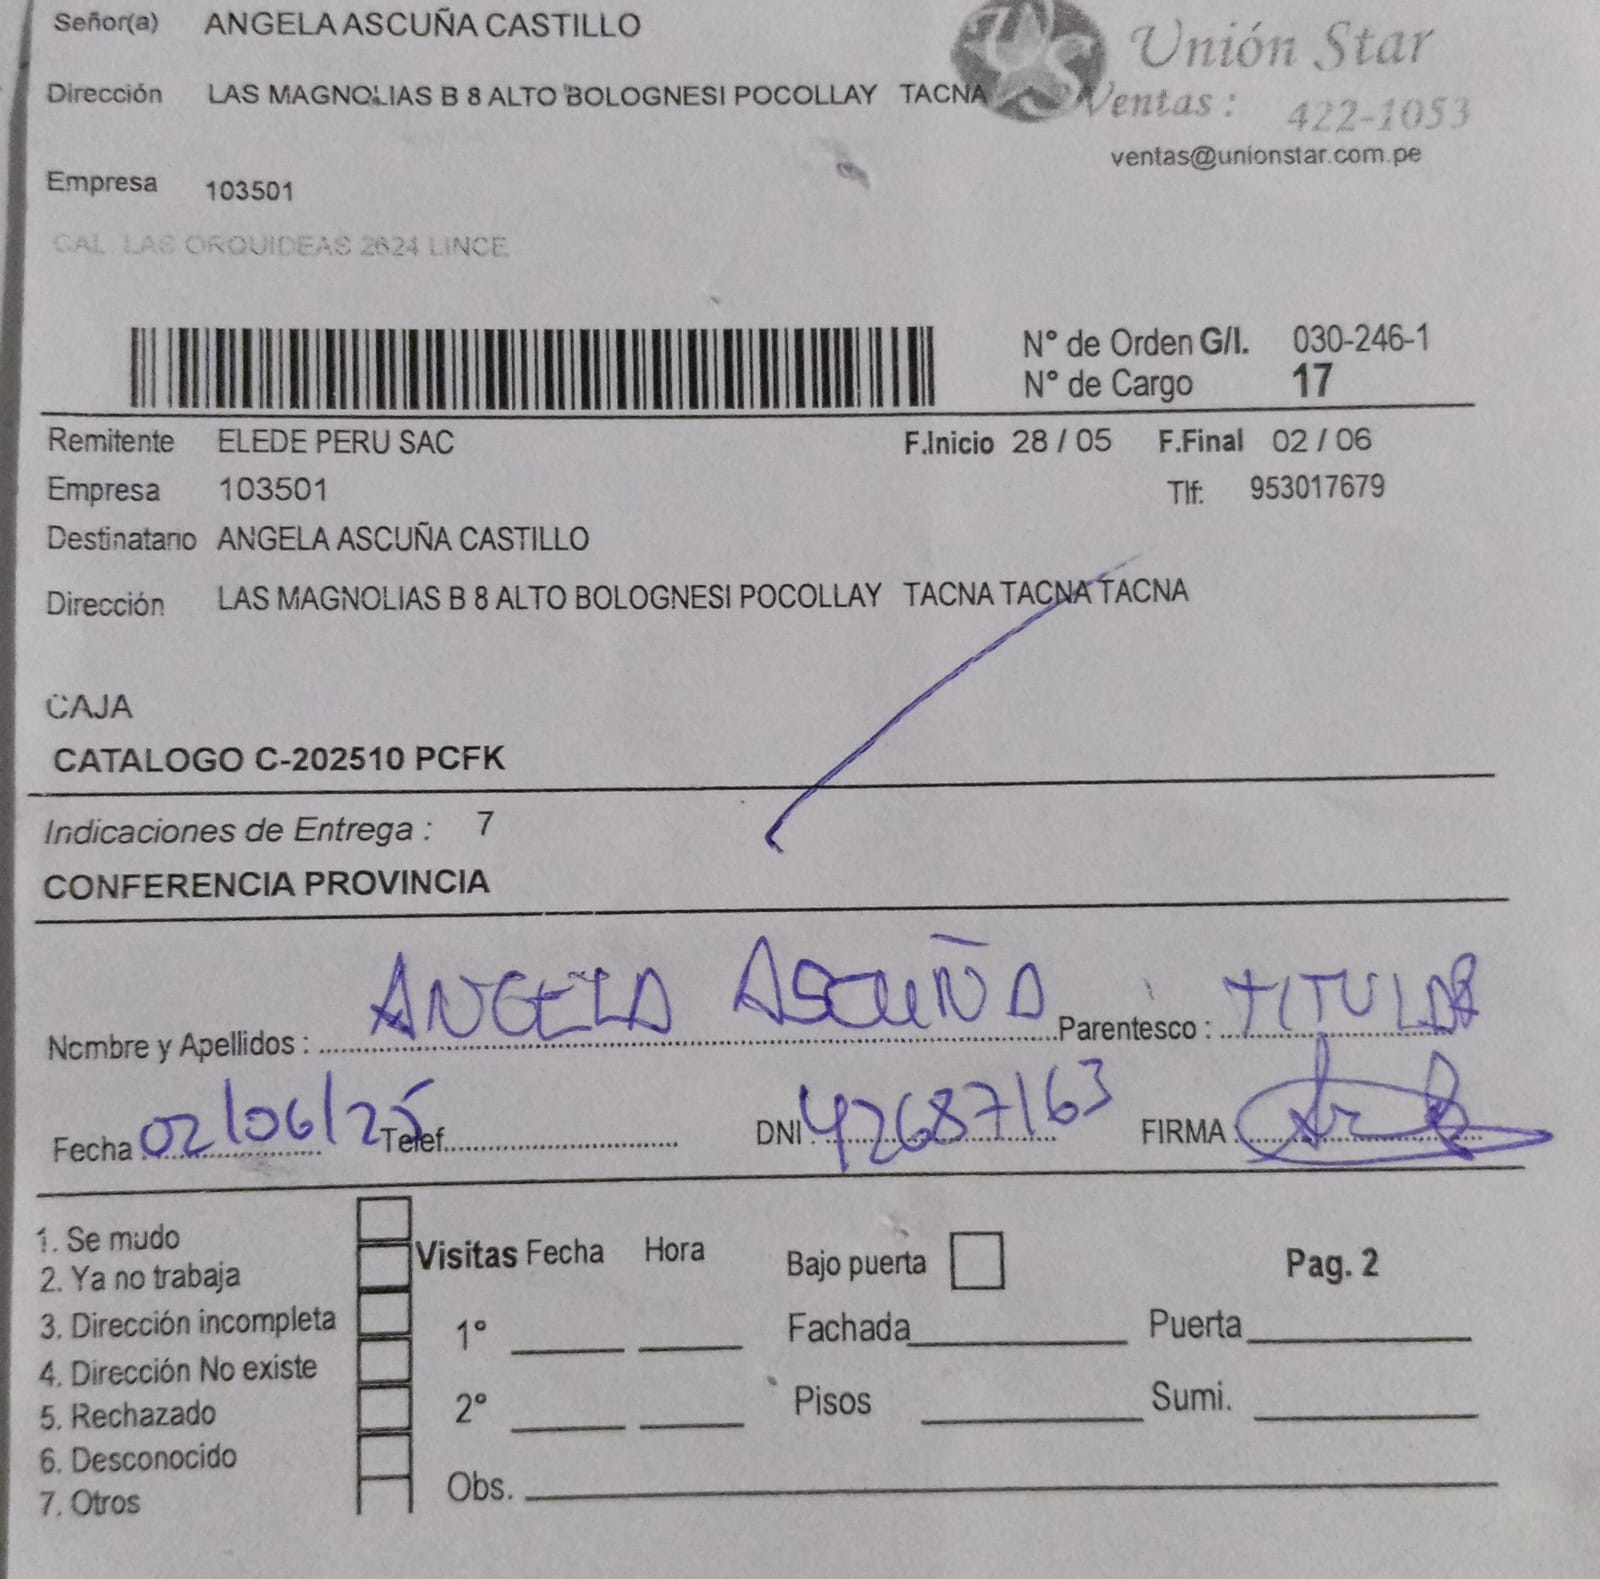 Señor(a) ANGELA ASCUÑA CASTILLO
Unión Star
Dirección LAS MAGNOLIAS B 8 ALTO BOLOGNESI POCOLLAY TACNA
Ventas : 422-1053
ventas@unionstar.com.pe
Empresa 103501
CAL LAS ORQUIDEAS 2624 LINCE
N° de Orden G/I. 030-246-1
N° de Cargo 17
Remitente ELEDE PERU SAC F.Inicio 28 / 05 F.Final 02 / 06
Empresa 103501 Tlf: 953017679
Destinatario ANGELA ASCUÑA CASTILLO
Dirección LAS MAGNOLIAS B 8 ALTO BOLOGNESI POCOLLAY TACNA TACNA TACNA
CAJA
CATALOGO C-202510 PCFK
Indicaciones de Entrega : 7
CONFERENCIA PROVINCIA
Nombre y Apellidos : ANGELA ASCUÑA Parentesco : TITULAR
Fecha 02/06/25 Telef. DNI : 42687163 FIRMA
1. Se mudo
2. Ya no trabaja
3. Dirección incompleta
4. Dirección No existe
5. Rechazado
6. Desconocido
7. Otros
Visitas Fecha Hora Bajo puerta Pag. 2
1° Fachada Puerta
2° Pisos Sumi.
Obs.